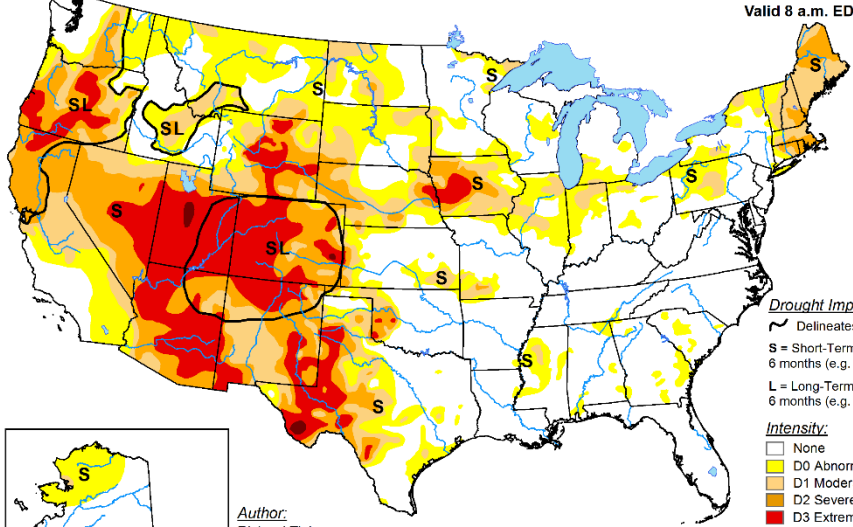 Valid 8 a.m. ED
S
S
S
SL
SL
S
S
S
SL
S
S
S
Drought Imp
Delineates
S = Short-Term
6 months (e.g.
L = Long-Term
6 months (e.g.
Intensity:
None
D0 Abnorm
D1 Moder
D2 Severe
D3 Extrem
S
Author: